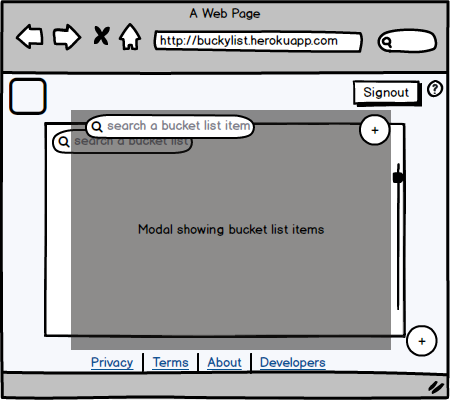 A Web Page
http://buckylist.herokuapp.com
Signout
?
search a bucket list item
+
search a bucket list
Modal showing bucket list items
+
Privacy Terms About Developers